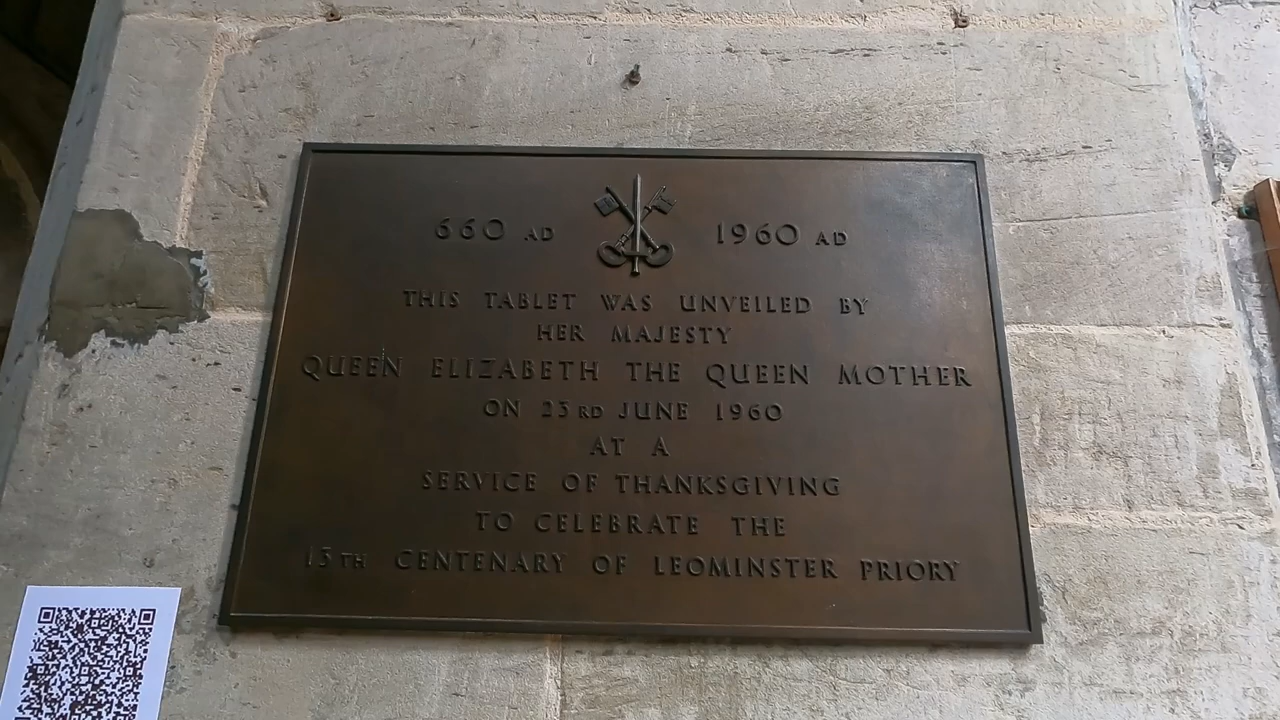 660 AD 1960 AD
THIS TABLET WAS UNVEILED BY
HER MAJESTY
QUEEN ELIZABETH THE QUEEN MOTHER
ON 23RD JUNE 1960
AT A
SERVICE OF THANKSGIVING
TO CELEBRATE THE
13TH CENTENARY OF LEOMINSTER PRIORY